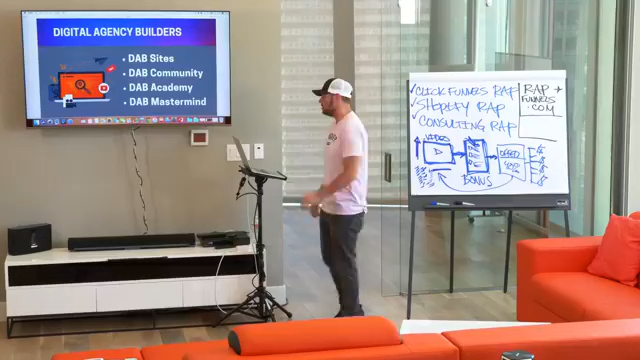 DIGITAL AGENCY BUILDERS
• DAB Sites
• DAB Community
• DAB Academy
• DAB Mastermind
✓ CLICK FUNNELS RAP
✓ SHOPIFY RAP
✓ CONSULTING RAP
RAP +
FUNNELS
.COM
VIDEO
BONUS